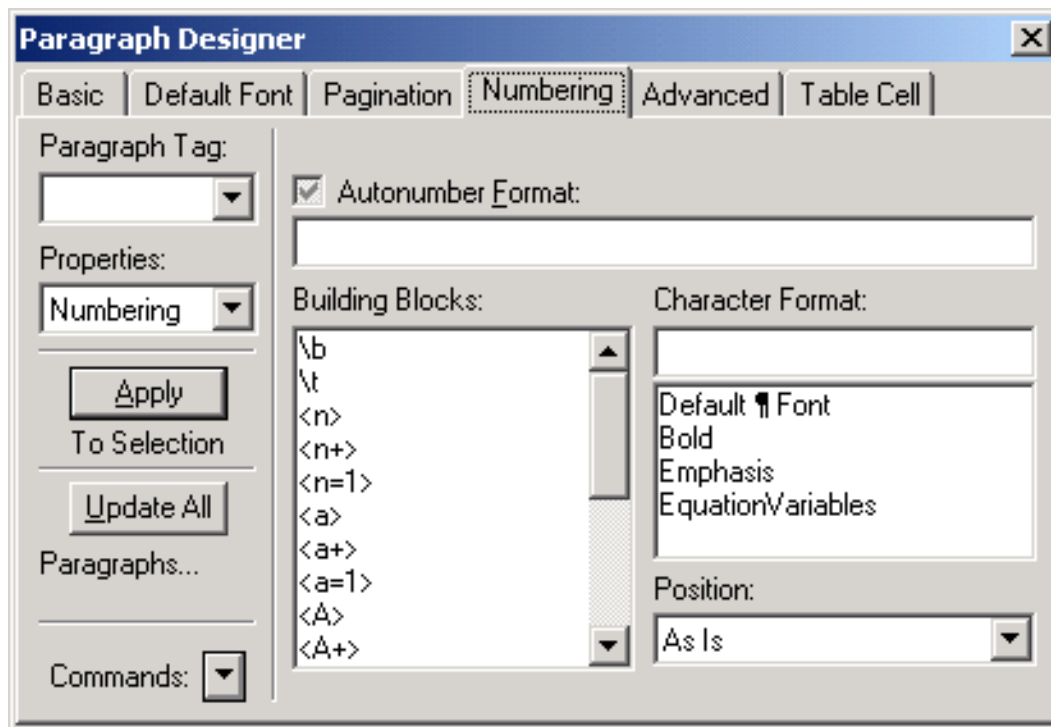 Paragraph Designer
Basic
Default Font
Pagination
Numbering
Advanced
Table Cell
Paragraph Tag:
Properties:
Numbering
Apply
To Selection
Update All
Paragraphs...
Commands:
Autonumber Format:
Building Blocks:
\b
\t
<n>
<n+>
<n=1>
<a>
<a+>
<a=1>
<A>
<A+>
Character Format:
Default ¶ Font
Bold
Emphasis
EquationVariables
Position:
As Is